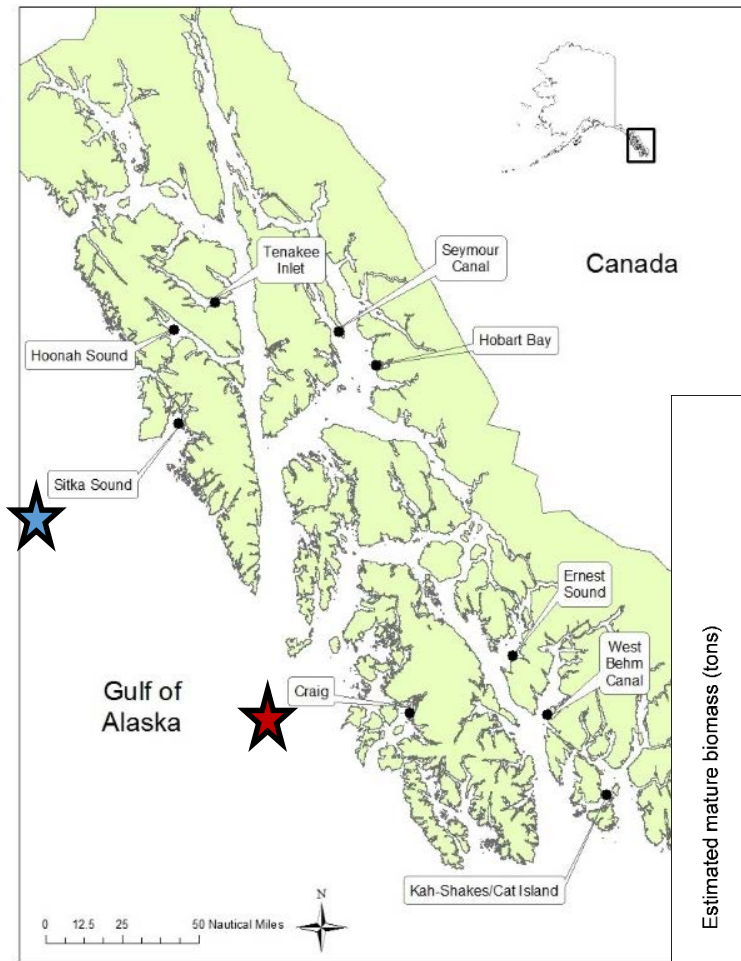 Canada
Tenakee
Inlet
Seymour
Canal
Hoonah Sound
Hobart Bay
Sitka Sound
Ernest
Sound
West
Behm
Canal
Gulf of
Alaska
Craig
Kah-Shakes/Cat Island
N
0 12.5 25 50 Nautical Miles
Estimated mature biomass (tons)